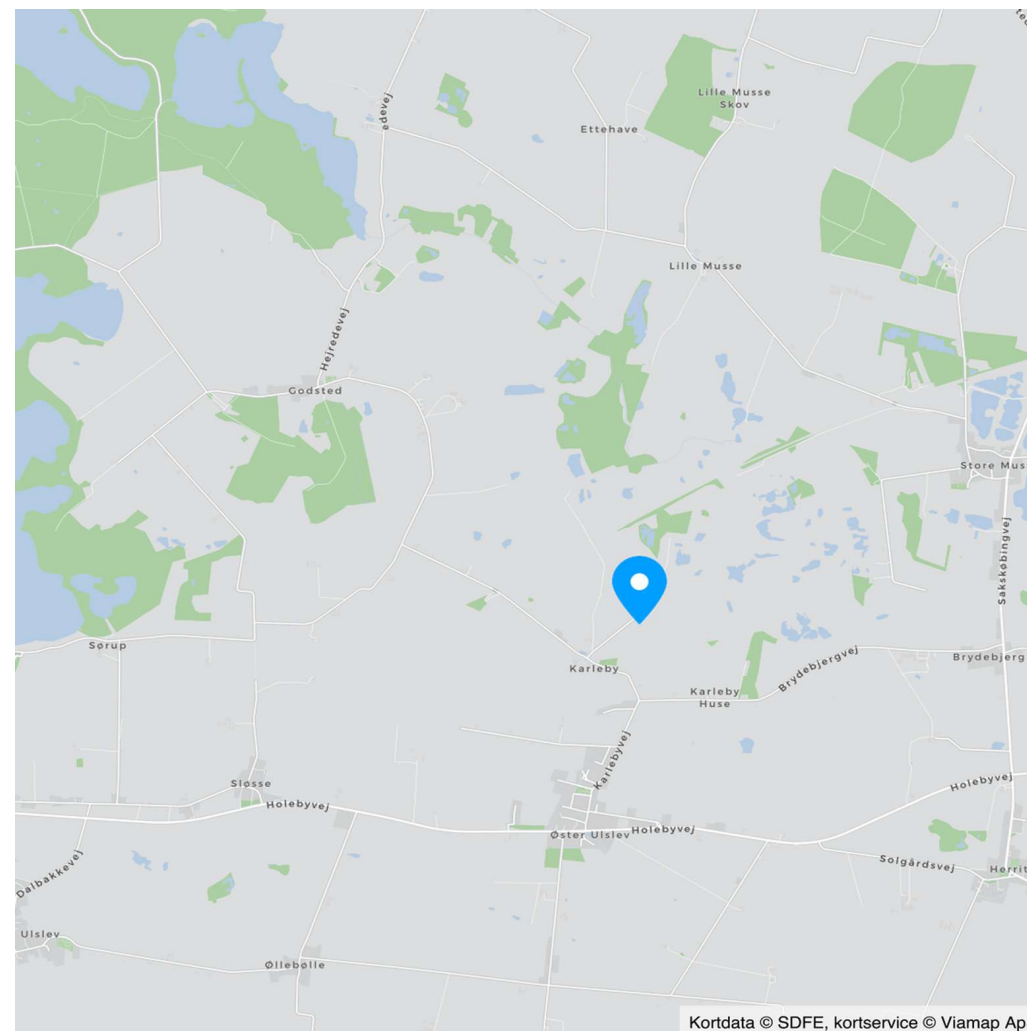 edevej
Lille Musse
Skov
Ettehave
Lille Musse
Hejredevej
Godsted
Store Mus
Sakskøbingvej
Sørup
Karleby
Brydebjergvej
Brydebjerg
Karleby
Huse
Karlebyvej
Sløsse
Holebyvej
Holebyvej
Øster Ulslev
Holebyvej
Solgårdsvej
Herrit
Dalbakkevej
Ulslev
Øllebølle
Kortdata © SDFE, kortservice © Viamap Ap